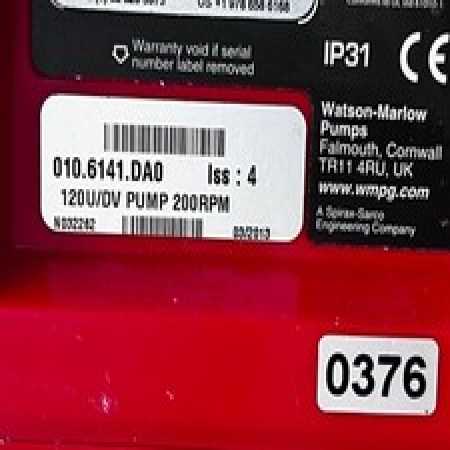 Warranty void if serial
number label removed
IP31
CE
Watson-Marlow
Pumps
Falmouth, Cornwall
TR11 4RU, UK
www.wmpg.com
A Spirax-Sarco
Engineering Company
010.6141.DA0 Iss : 4
120U/DV PUMP 200RPM
N002262 03/2013
0376